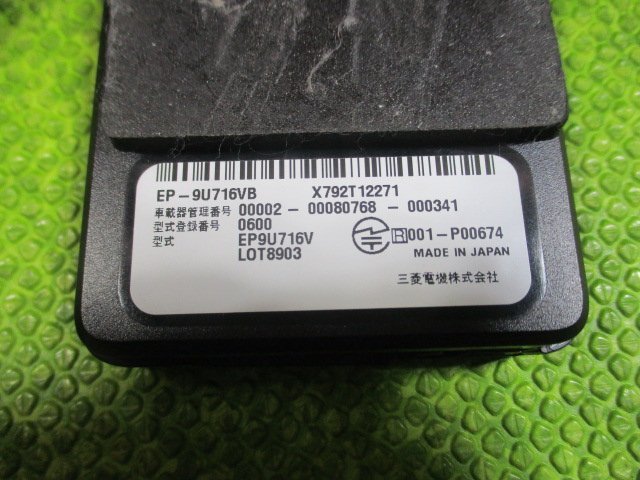 EP-9U716VB X792T12271
車載器管理番号 00002-00080768-000341
型式登録番号 0600
型式 EP9U716V R001-P00674
LOT8903 MADE IN JAPAN
三菱電機株式会社